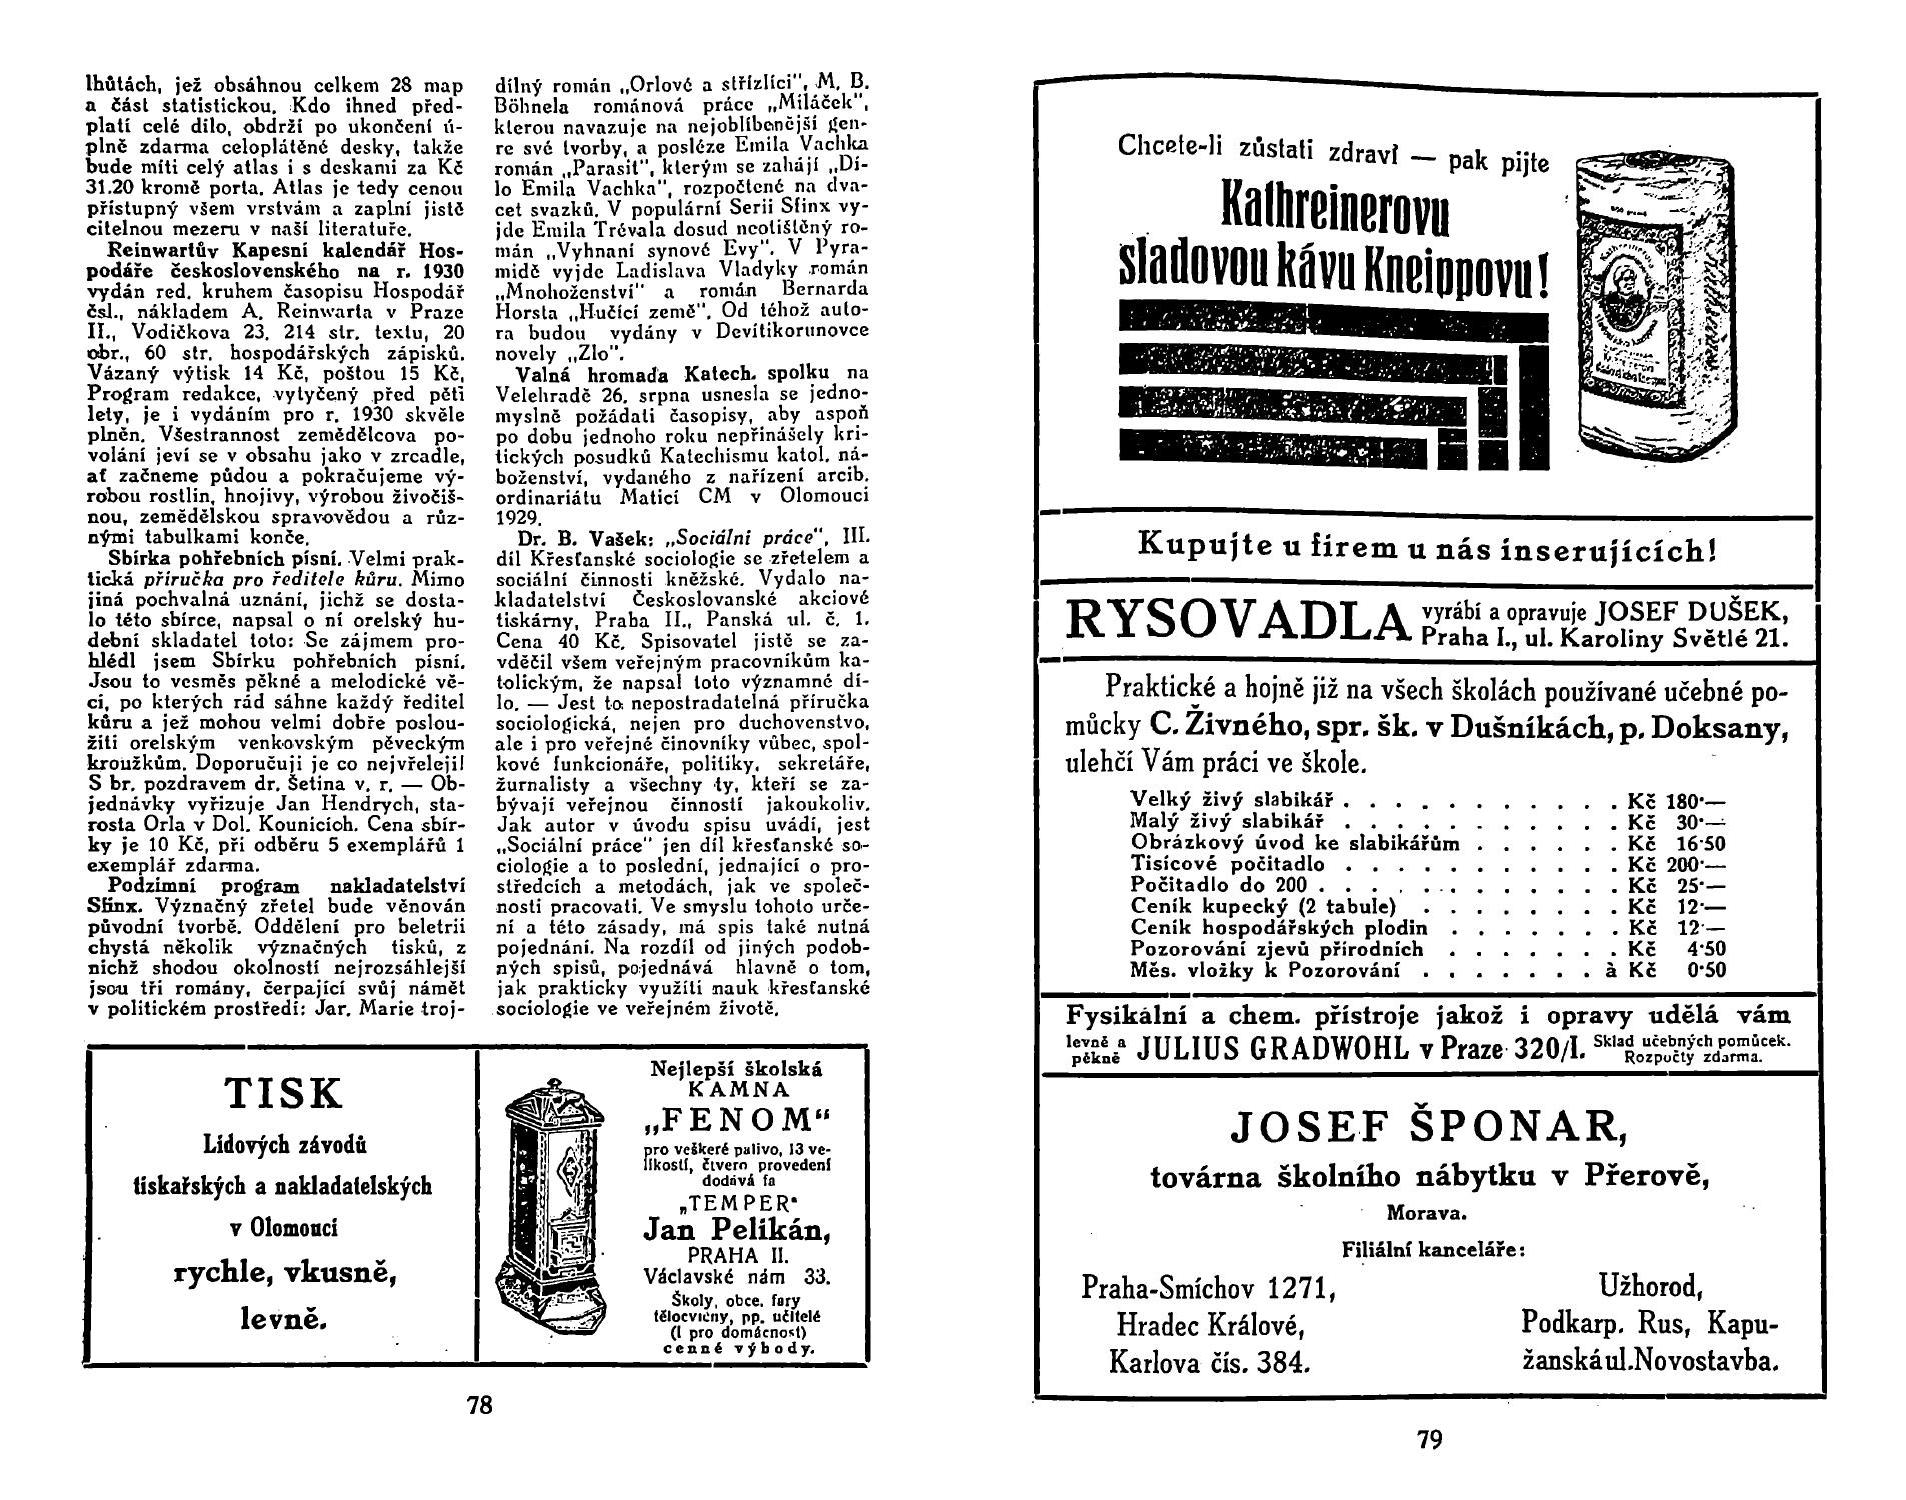 lhůtách, jež obsáhnou celkem 28 map
a část statistickou. Kdo ihned před-
platí celé dílo, obdrží po ukončení ú-
plně zdarma celoplátěné desky, takže
bude míti celý atlas i s deskami za Kč
31.20 kromě porta. Atlas je tedy cenou
přístupný všem vrstvám a zaplní jistě
citelnou mezeru v naší literatuře.
Reinwartův Kapesní kalendář Hos-
podáře československého na r. 1930
vydán red. kruhem časopisu Hospodář
čsl., nákladem A. Reinwarta v Praze
II., Vodičkova 23. 214 str. textu, 20
obr., 60 str. hospodářských zápisků.
Vázaný výtisk 14 Kč, poštou 15 Kč.
Program redakce, vytyčený před pěti
lety, je i vydáním pro r. 1930 skvěle
plněn. Všestrannost zemědělcova po-
volání jeví se v obsahu jako v zrcadle,
ať začneme půdou a pokračujeme vý-
robou rostlin, hnojivy, výrobou živočiš-
nou, zemědělskou spravovědou a růz-
nými tabulkami konče.
Sbírka pohřebních písní. Velmi prak-
tická příručka pro ředitele kůru. Mimo
jiná pochvalná uznání, jichž se dosta-
lo této sbírce, napsal o ní orelský hu-
dební skladatel toto: Se zájmem pro-
hlédl jsem Sbírku pohřebních písní.
Jsou to vesměs pěkné a melodické vě-
ci, po kterých rád sáhne každý ředitel
kůru a jež mohou velmi dobře poslou-
žiti orelským venkovským pěveckým
kroužkům. Doporučuji je co nejvřeleji!
S br. pozdravem dr. Šetina v. r. — Ob-
jednávky vyřizuje Jan Hendrych, sta-
rosta Orla v Dol. Kounicích. Cena sbír-
ky je 10 Kč, při odběru 5 exemplářů 1
exemplář zdarma.
Podzimní program nakladatelství
Sfinx. Význačný zřetel bude věnován
původní tvorbě. Oddělení pro beletrii
chystá několik význačných tisků, z
nichž shodou okolností nejrozsáhlejší
jsou tři romány, čerpající svůj námět
v politickém prostředí: Jar. Marie troj-
dílný román „Orlové a střízlíci", M. B.
Böhnela románová práce „Miláček",
kterou navazuje na nejoblíbenější gen-
re své tvorby, a posléze Emila Vachka
román „Parasit", kterým se zahájí „Dí-
lo Emila Vachka", rozpočtené na dva-
cet svazků. V populární Serii Sfinx vy-
jde Emila Trévala dosud neotištěný ro-
mán „Vyhnaní synové Evy". V Pyra-
midě vyjde Ladislava Vladyky román
„Množenství" a román Bernarda
Horsta „Hučící země". Od téhož auto-
ra budou vydány v Devítikorunovce
novely „Zlo".
Valná hromada Katech. spolku na
Velehradě 26. srpna usnesla se jedno-
myslně požádati časopisy, aby aspoň
po dobu jednoho roku nepřinášely kri-
tických posudků Katechismu katol. ná-
boženství, vydaného z nařízení arcib.
ordinariátu Maticí CM v Olomouci
1929.
Dr. B. Vašek: „Sociální práce", III.
díl Křesťanské sociologie se zřetelem a
sociální činnosti kněžské. Vydalo na-
kladatelství Československé akciové
tiskárny, Praha II., Panská ul. č. 1.
Cena 40 Kč. Spisovatel jistě se za-
vděčil všem veřejným pracovníkům ka-
tolickým, že napsal toto významné dí-
lo. — Jest to nepostradatelná příručka
sociologická, nejen pro duchovenstvo,
ale i pro veřejné činovníky vůbec, spol-
kové funkcionáře, politiky, sekretáře,
žurnalisty a všechny ty, kteří se za-
bývají veřejnou činností jakoukoliv.
Jak autor v úvodu spisu uvádí, jest
„Sociální práce" jen díl křesťanské so-
ciologie a to poslední, jednající o pro-
středcích a metodách, jak ve společ-
nosti pracovati. Ve smyslu tohoto urče-
ní a této zásady, má spis také nutná
pojednání. Na rozdíl od jiných podob-
ných spisů, pojednává hlavně o tom,
jak prakticky využíti nauk křesťanské
sociologie ve veřejném životě.
TISK
Lidových závodů
tiskařských a nakladatelských
v Olomouci
rychle, vkusně,
levně.
Nejlepší školská
KAMNA
„FENOM“
pro veškeré palivo, 13 ve-
likostí, čtvero provedení
dodává fa
„TEMPER“
Jan Pelikán,
PRAHA II.
Václavské nám 33.
Školy, obce, fary
tělocvičny, pp. učitelé
(i pro domácnost)
cenné výhody.
78
Chcete-li zůstati zdraví — pak pijte
Kathreinerovu
sladovou kávu Kneippovu!
Kupujte u firem u nás inserujících!
RYSOVADLA vyrábí a opravuje JOSEF DUŠEK,
Praha I., ul. Karoliny Světlé 21.
Praktické a hojně již na všech školách používané učebné po-
můcky C. Živného, spr. šk. v Dušníkách, p. Doksany,
ulehčí Vám práci ve škole.
Velký živý slabikář . . . . . . . . . . . . Kč 180·—
Malý živý slabikář . . . . . . . . . . . . Kč 30·—
Obrázkový úvod ke slabikářům . . . . . . Kč 16·50
Tisícové počitadlo . . . . . . . . . . . . Kč 200·—
Počitadlo do 200 . . . . . . . . . . . . . Kč 25·—
Ceník kupecký (2 tabule) . . . . . . . . Kč 12·—
Ceník hospodářských plodin . . . . . . . Kč 12·—
Pozorování zjevů přírodních . . . . . . . Kč 4·50
Měs. vložky k Pozorování . . . . . . . à Kč 0·50
Fysikální a chem. přístroje jakož i opravy udělá vám
levně a pěkně JULIUS GRADWOHL v Praze 320/I. Sklad učebných pomůcek. Rozpočty zdarma.
JOSEF ŠPONAR,
továrna školního nábytku v Přerově,
Morava.
Filiální kanceláře:
Praha-Smíchov 1271,
Hradec Králové,
Karlova čís. 384.
Užhorod,
Podkarp. Rus, Kapu-
žanská ul. Novostavba.
79